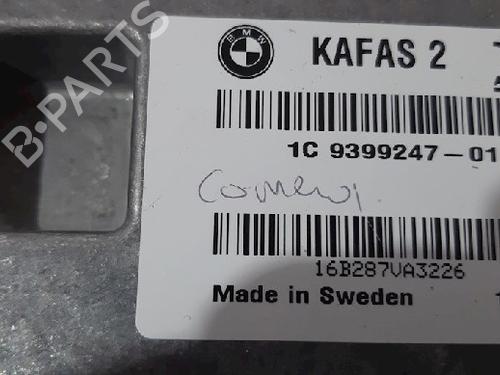 BMW
KAFAS 2
1C 9399247-01
16B287VA3226
Made in Sweden
B-PARTS